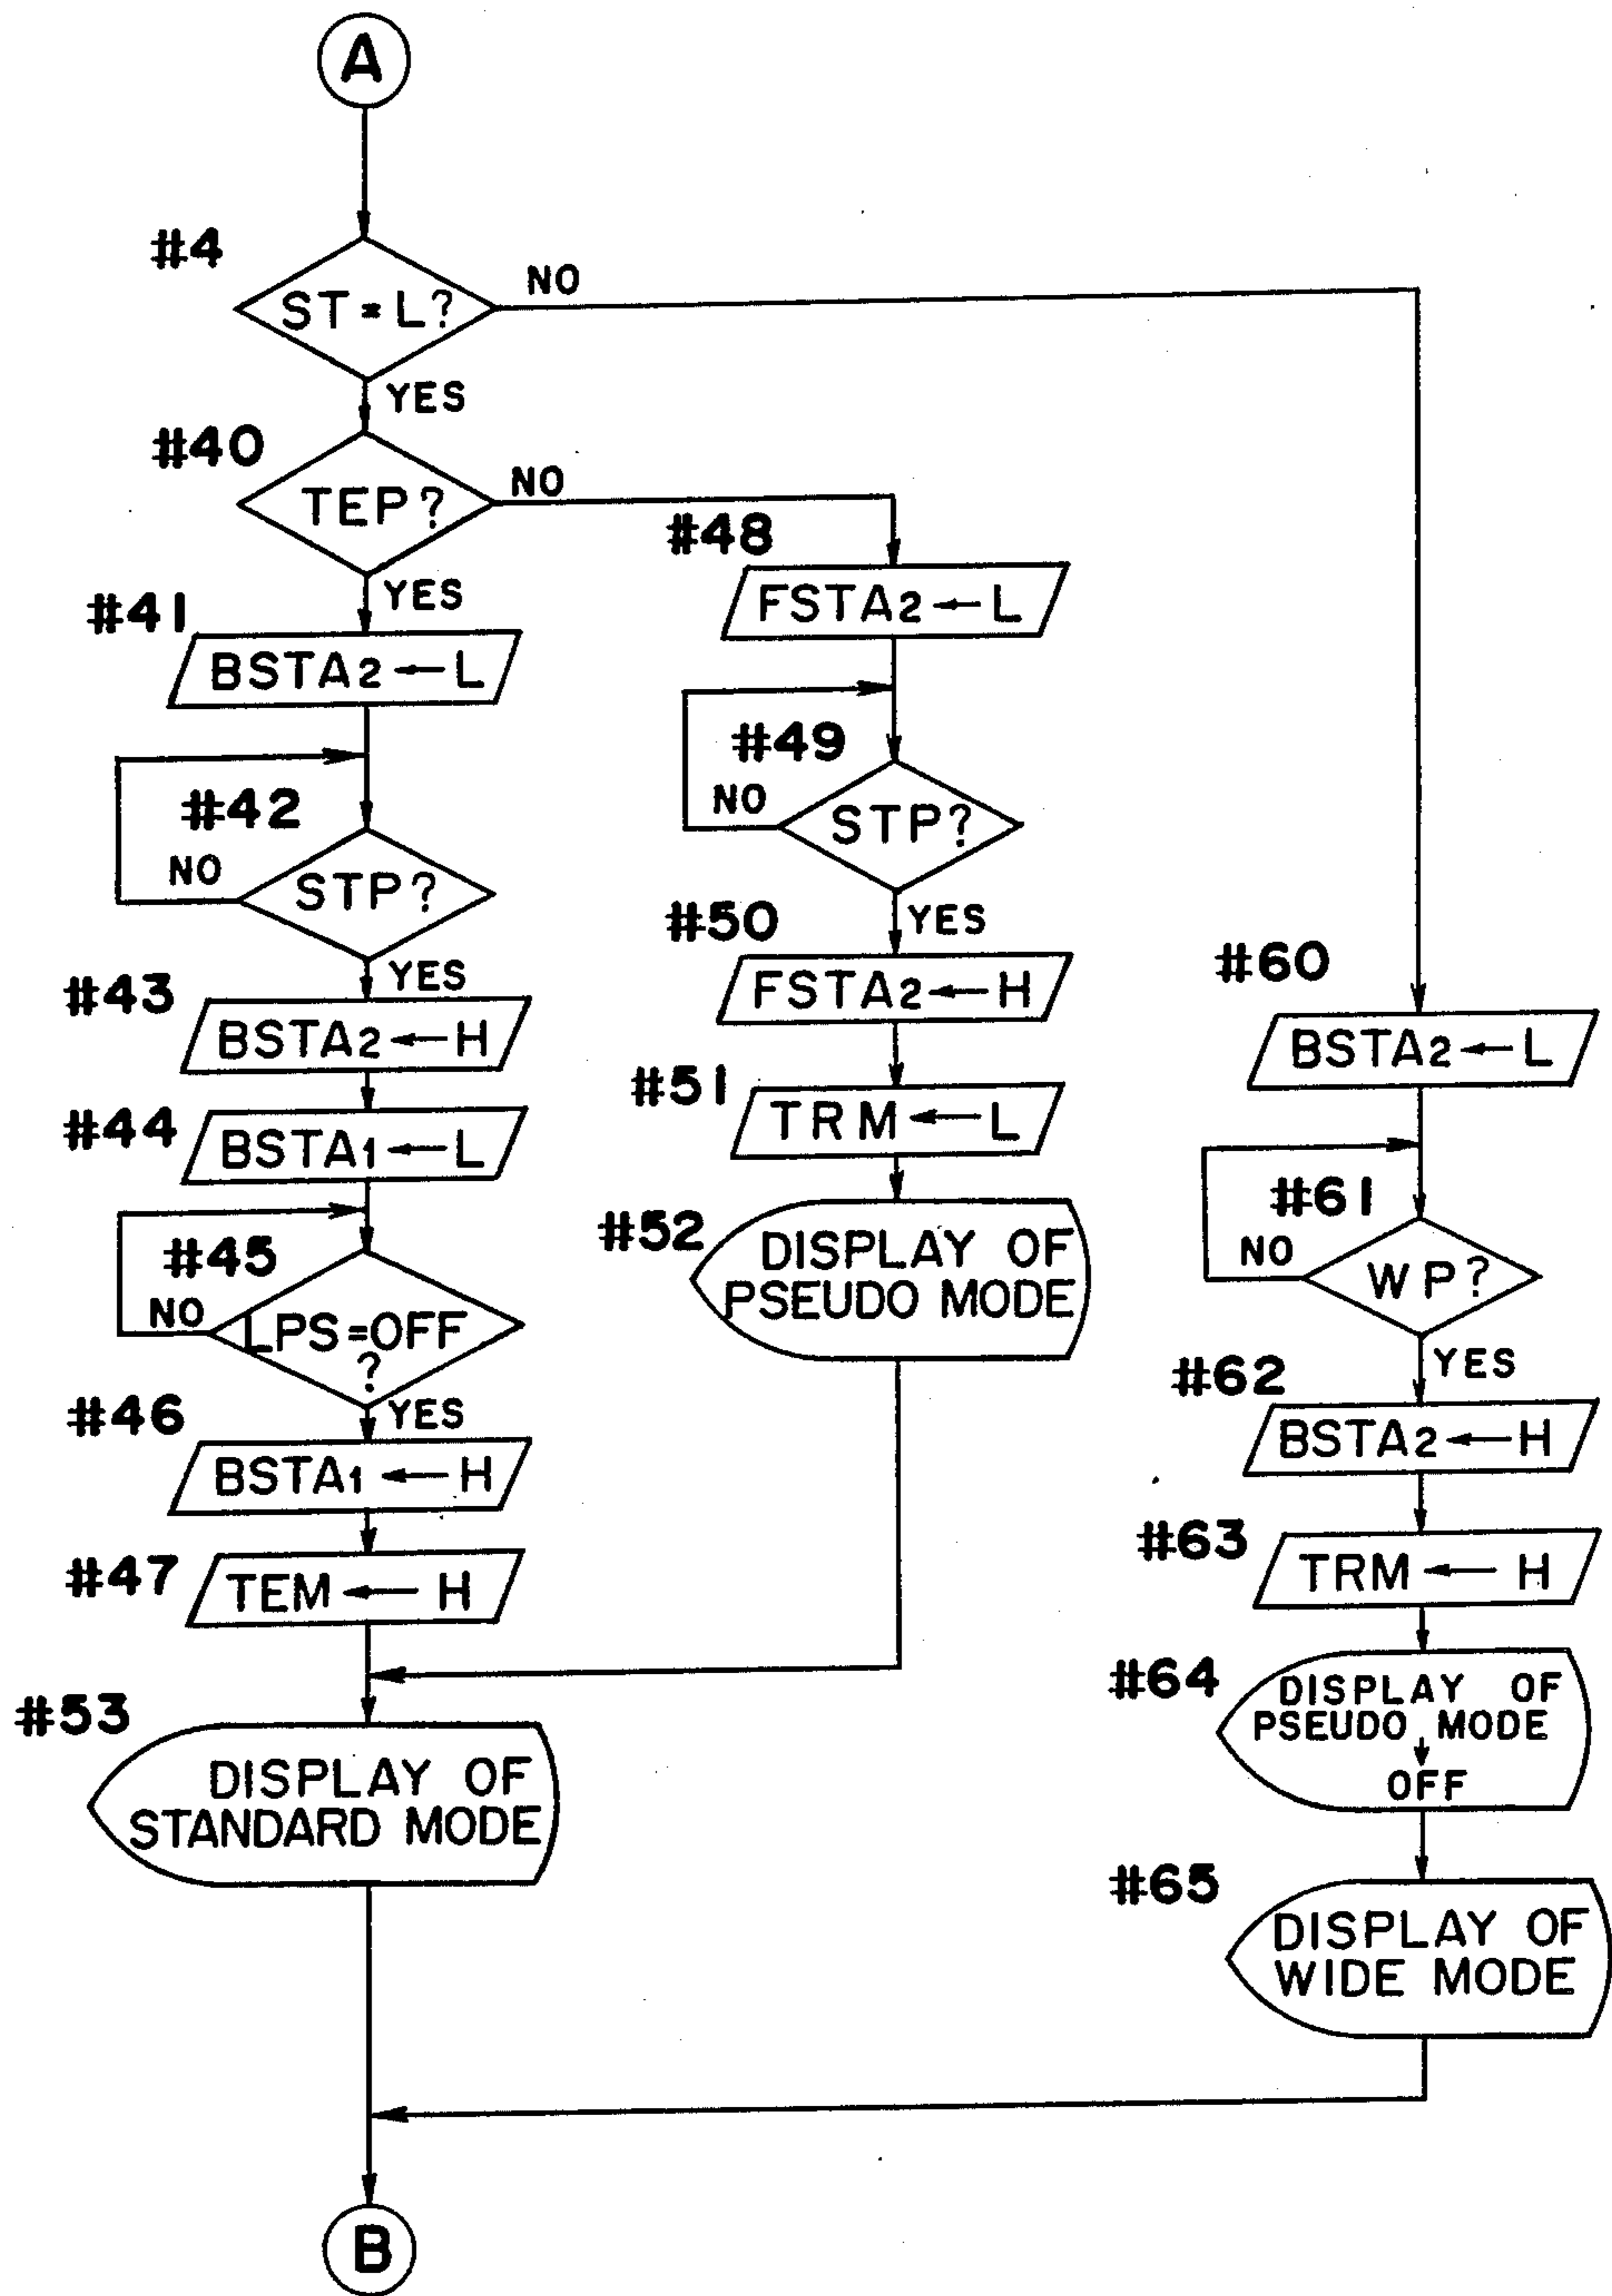 A
#4
ST = L?
NO
YES
#40
TEP?
NO
YES
#41
BSTA2 ← L
#42
NO
STP?
YES
#43
BSTA2 ← H
#44
BSTA1 ← L
#45
NO
LPS=OFF
?
YES
#46
BSTA1 ← H
#47
TEM ← H
#48
FSTA2 ← L
#49
NO
STP?
YES
#50
FSTA2 ← H
#51
TRM ← L
#52
DISPLAY OF
PSEUDO MODE
#53
DISPLAY OF
STANDARD MODE
#60
BSTA2 ← L
#61
NO
WP?
YES
#62
BSTA2 ← H
#63
TRM ← H
#64
DISPLAY OF
PSEUDO MODE
↓
OFF
#65
DISPLAY OF
WIDE MODE
B